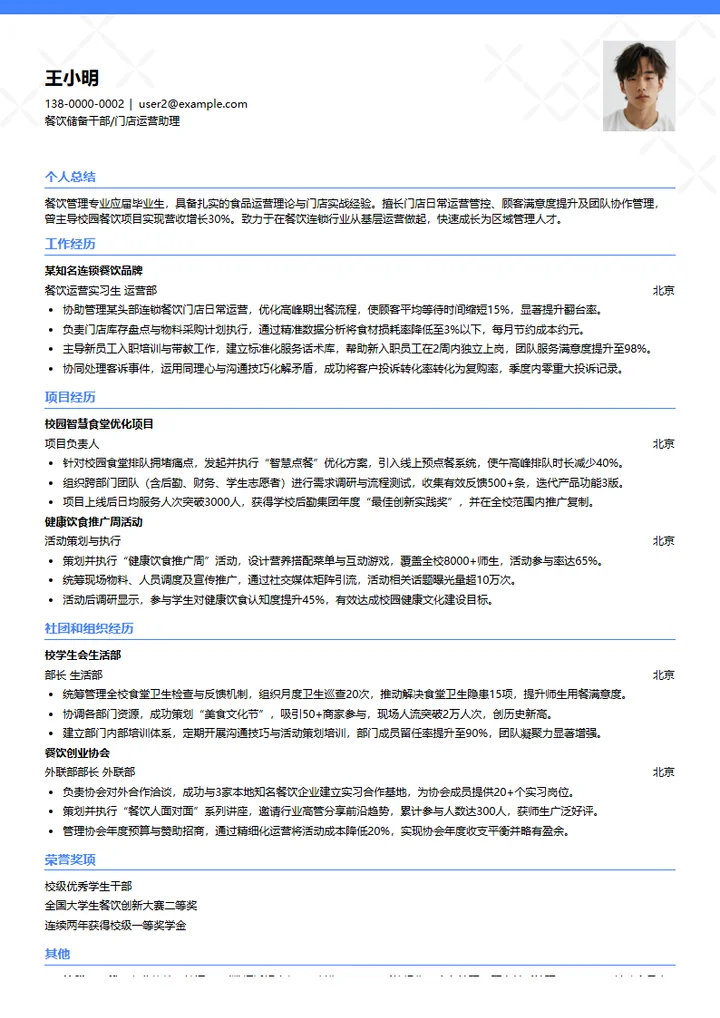 王小明
138-0000-0002 | user2@example.com
餐饮储备干部/门店运营助理
个人总结
餐饮管理专业应届毕业生，具备扎实的食品运营理论与门店实战经验。擅长门店日常运营管控、顾客满意度提升及团队协作管理，
曾主导校园餐饮项目实现营收增长30%。致力于在餐饮连锁行业从基层运营做起，快速成长为区域管理人才。
工作经历
某知名连锁餐饮品牌
餐饮运营实习生 运营部 北京
• 协助管理某头部连锁餐饮门店日常运营，优化高峰期出餐流程，使顾客平均等待时间缩短15%，显著提升翻台率。
• 负责门店库存盘点与物料采购计划执行，通过精准数据分析将食材损耗率降低至3%以下，每月节约成本约元。
• 主导新员工入职培训与带教工作，建立标准化服务话术库，帮助新入职员工在2周内独立上岗，团队服务满意度提升至98%。
• 协同处理客诉事件，运用同理心与沟通技巧化解矛盾，成功将客户投诉转化率转化为复购率，季度内零重大投诉记录。
项目经历
校园智慧食堂优化项目
项目负责人 北京
• 针对校园食堂排队拥堵痛点，发起并执行“智慧点餐”优化方案，引入线上预点餐系统，使午高峰排队时长减少40%。
• 组织跨部门团队（含后勤、财务、学生志愿者）进行需求调研与流程测试，收集有效反馈500+条，迭代产品功能3版。
• 项目上线后日均服务人次突破3000人，获得学校后勤集团年度“最佳创新实践奖”，并在全校范围内推广复制。
健康饮食推广周活动
活动策划与执行 北京
• 策划并执行“健康饮食推广周”活动，设计营养搭配菜单与互动游戏，覆盖全校8000+师生，活动参与率达65%。
• 统筹现场物料、人员调度及宣传推广，通过社交媒体矩阵引流，活动相关话题曝光量超10万次。
• 活动后调研显示，参与学生对健康饮食认知度提升45%，有效达成校园健康文化建设目标。
社团和组织经历
校学生会生活部
部长 生活部 北京
• 统筹管理全校食堂卫生检查与反馈机制，组织月度卫生巡查20次，推动解决食堂卫生隐患15项，提升师生用餐满意度。
• 协调各部门资源，成功策划“美食文化节”，吸引50+商家参与，现场人流突破2万人次，创历史新高。
• 建立部门内部培训体系，定期开展沟通技巧与活动策划培训，部门成员留任率提升至90%，团队凝聚力显著增强。
餐饮创业协会
外联部部长 外联部 北京
• 负责协会对外合作洽谈，成功与3家本地知名餐饮企业建立实习合作基地，为协会成员提供20+个实习岗位。
• 策划并执行“餐饮人面对面”系列讲座，邀请行业高管分享前沿趋势，累计参与人数达300人，获师生广泛好评。
• 管理协会年度预算与赞助招商，通过精细化运营将活动成本降低20%，实现协会年度收支平衡并略有盈余。
荣誉奖项
校级优秀学生干部
全国大学生餐饮创新大赛二等奖
连续两年获得校级一等奖学金
其他